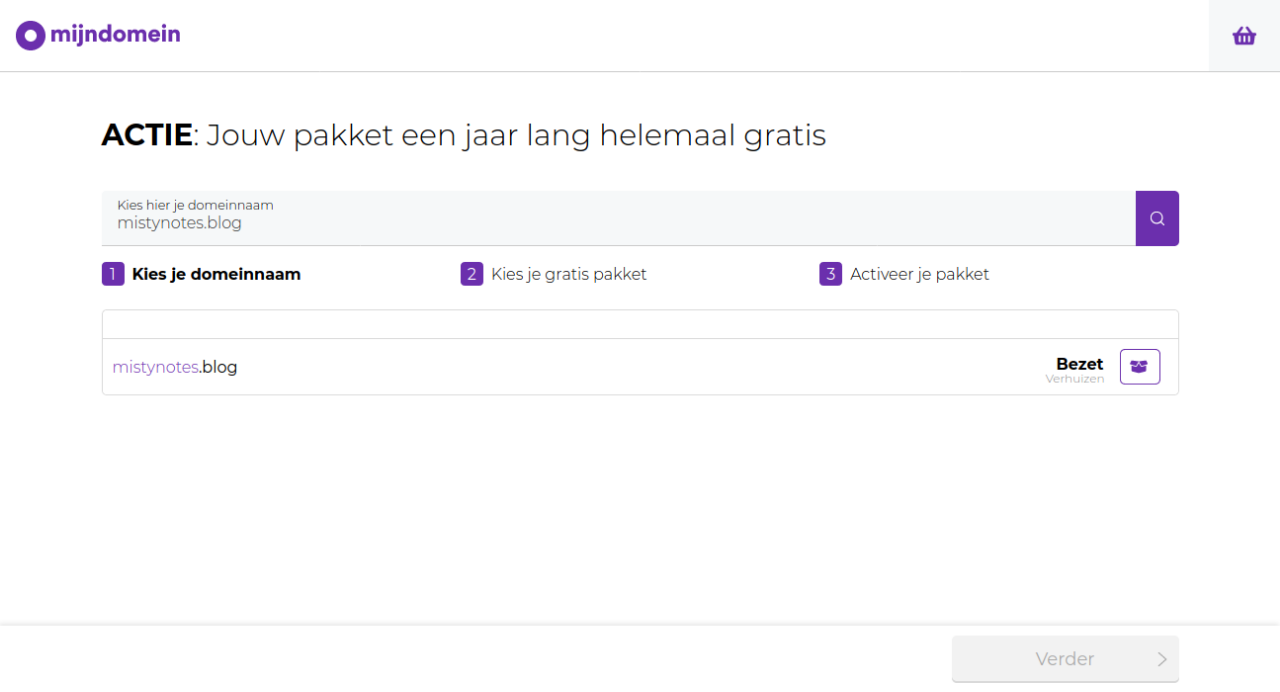 mijndomein
ACTIE: Jouw pakket een jaar lang helemaal gratis
Kies hier je domeinnaam
mistynotes.blog
1 Kies je domeinnaam
2 Kies je gratis pakket
3 Activeer je pakket
mistynotes.blog
Bezet
Verhuizen
Verder